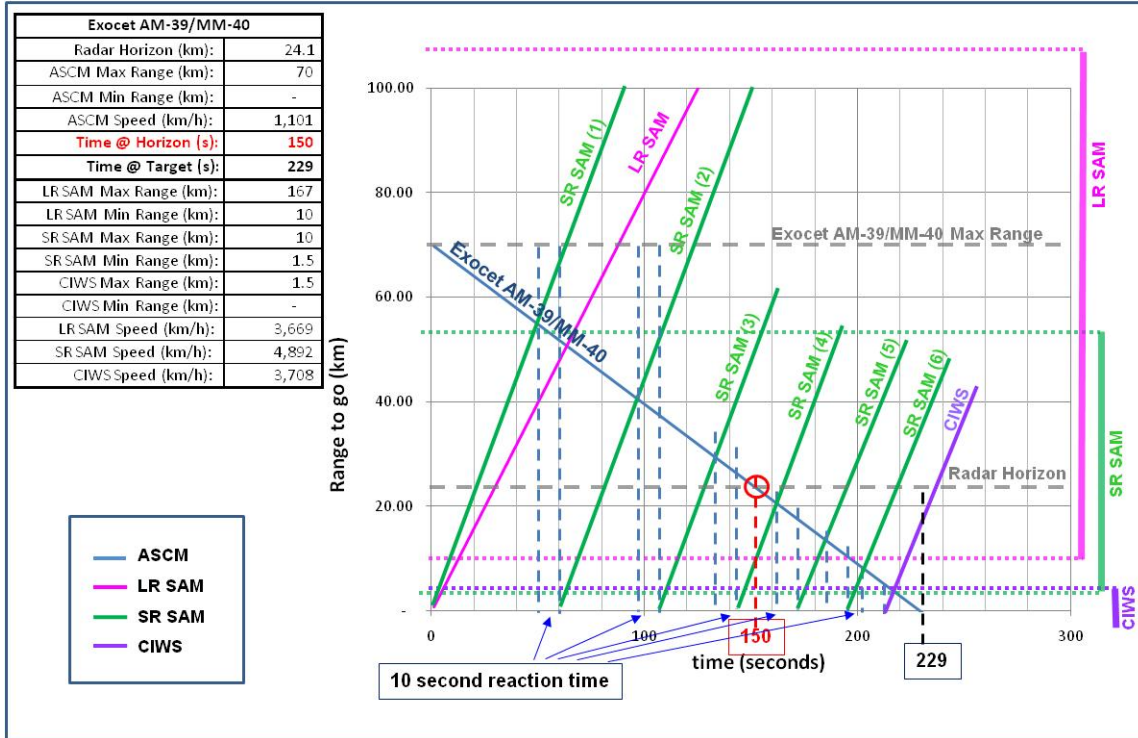 Exocet AM-39/MM-40
Radar Horizon (km): 24.1
ASCM Max Range (km): 70
ASCM Min Range (km): -
ASCM Speed (km/h): 1,101
Time @ Horizon (s): 150
Time @ Target (s): 229
LR SAM Max Range (km): 167
LR SAM Min Range (km): 10
SR SAM Max Range (km): 10
SR SAM Min Range (km): 1.5
CIWS Max Range (km): 1.5
CIWS Min Range (km): -
LR SAM Speed (km/h): 3,669
SR SAM Speed (km/h): 4,892
CIWS Speed (km/h): 3,708
ASCM
LR SAM
SR SAM
CIWS
Range to go (km)
100.00
80.00
60.00
40.00
20.00
-
SR SAM (1)
LR SAM
SR SAM (2)
Exocet AM-39/MM-40 Max Range
Exocet AM-39/MM-40
SR SAM (3)
SR SAM (4)
SR SAM (5)
SR SAM (6)
CIWS
Radar Horizon
LR SAM
SR SAM
CIWS
0
100
150
200
300
time (seconds)
229
10 second reaction time